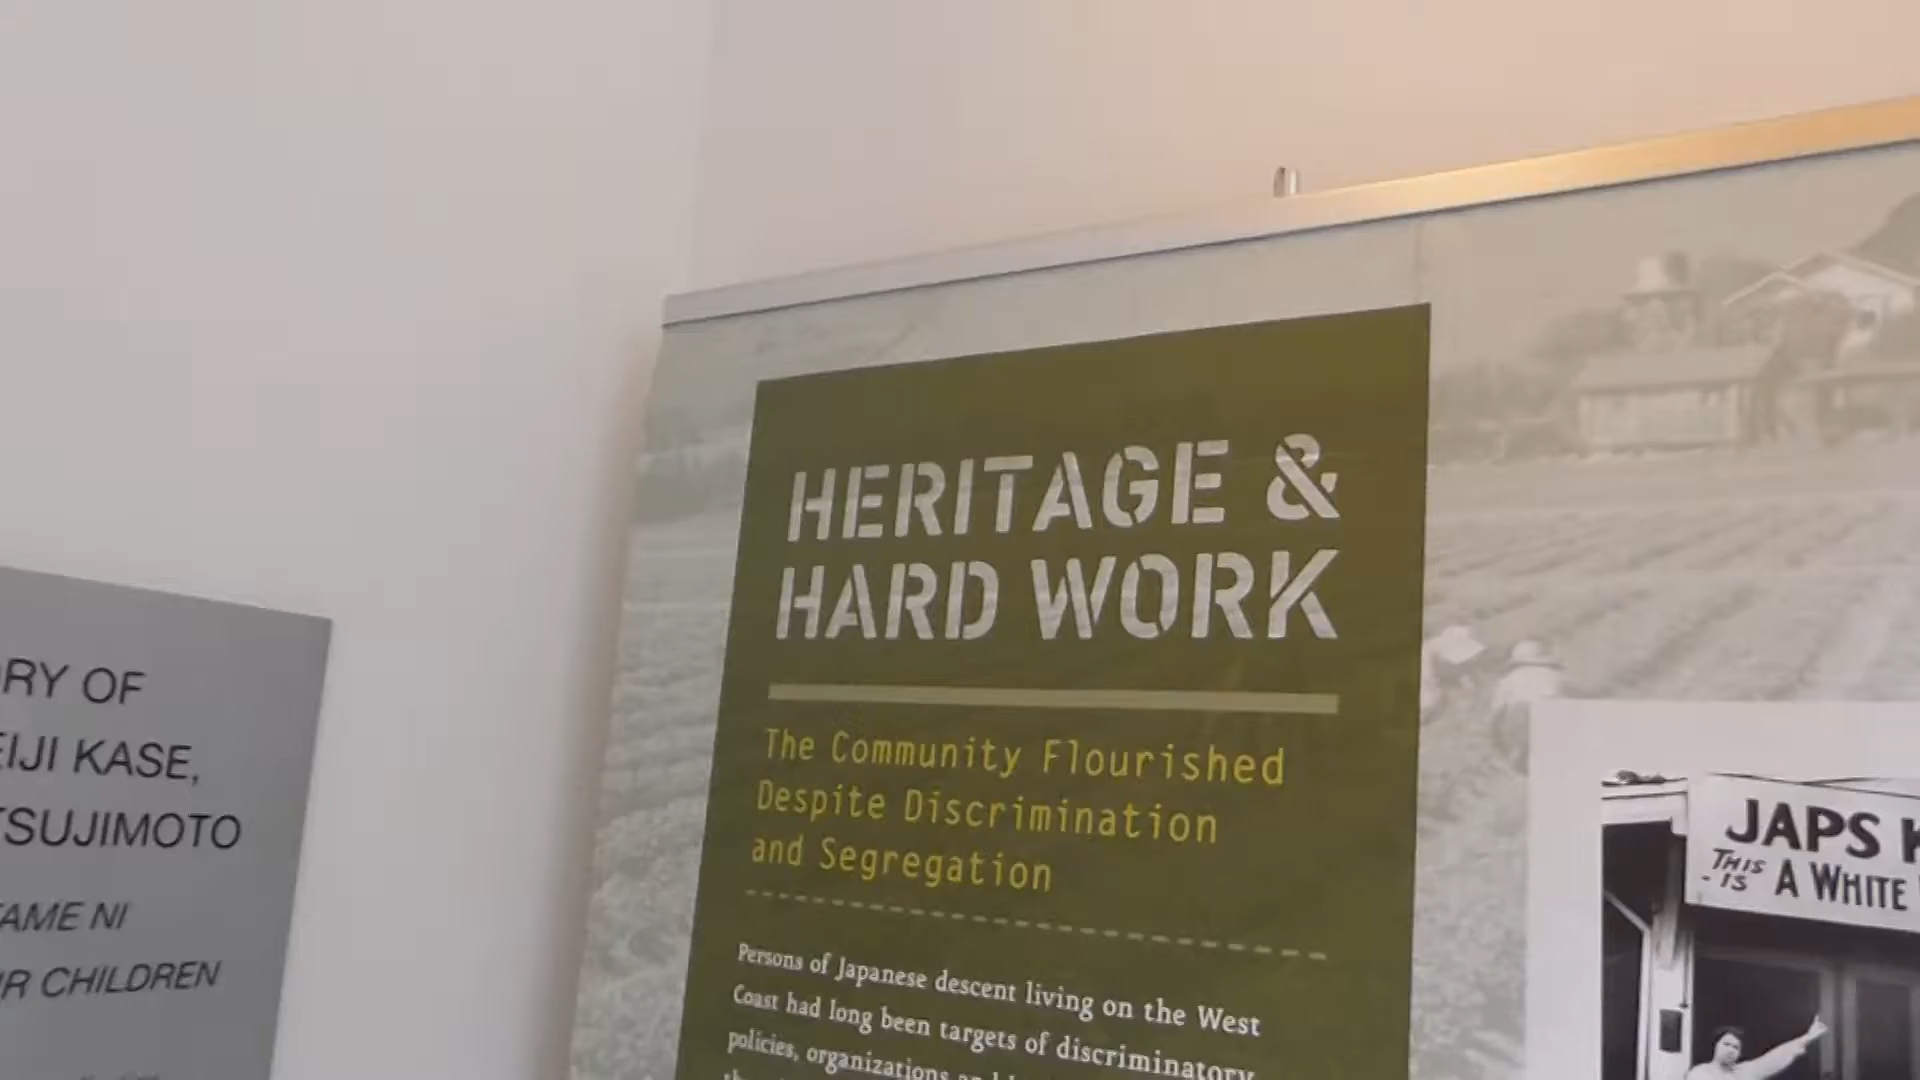 RY OF
EIJI KASE,
TSUJIMOTO
TAME NI
R CHILDREN
HERITAGE &
HARD WORK
The Community Flourished
Despite Discrimination
and Segregation
Persons of Japanese descent living on the West
Coast had long been targets of discriminatory
policies, organizations
JAPS K
THIS
IS A WHITE